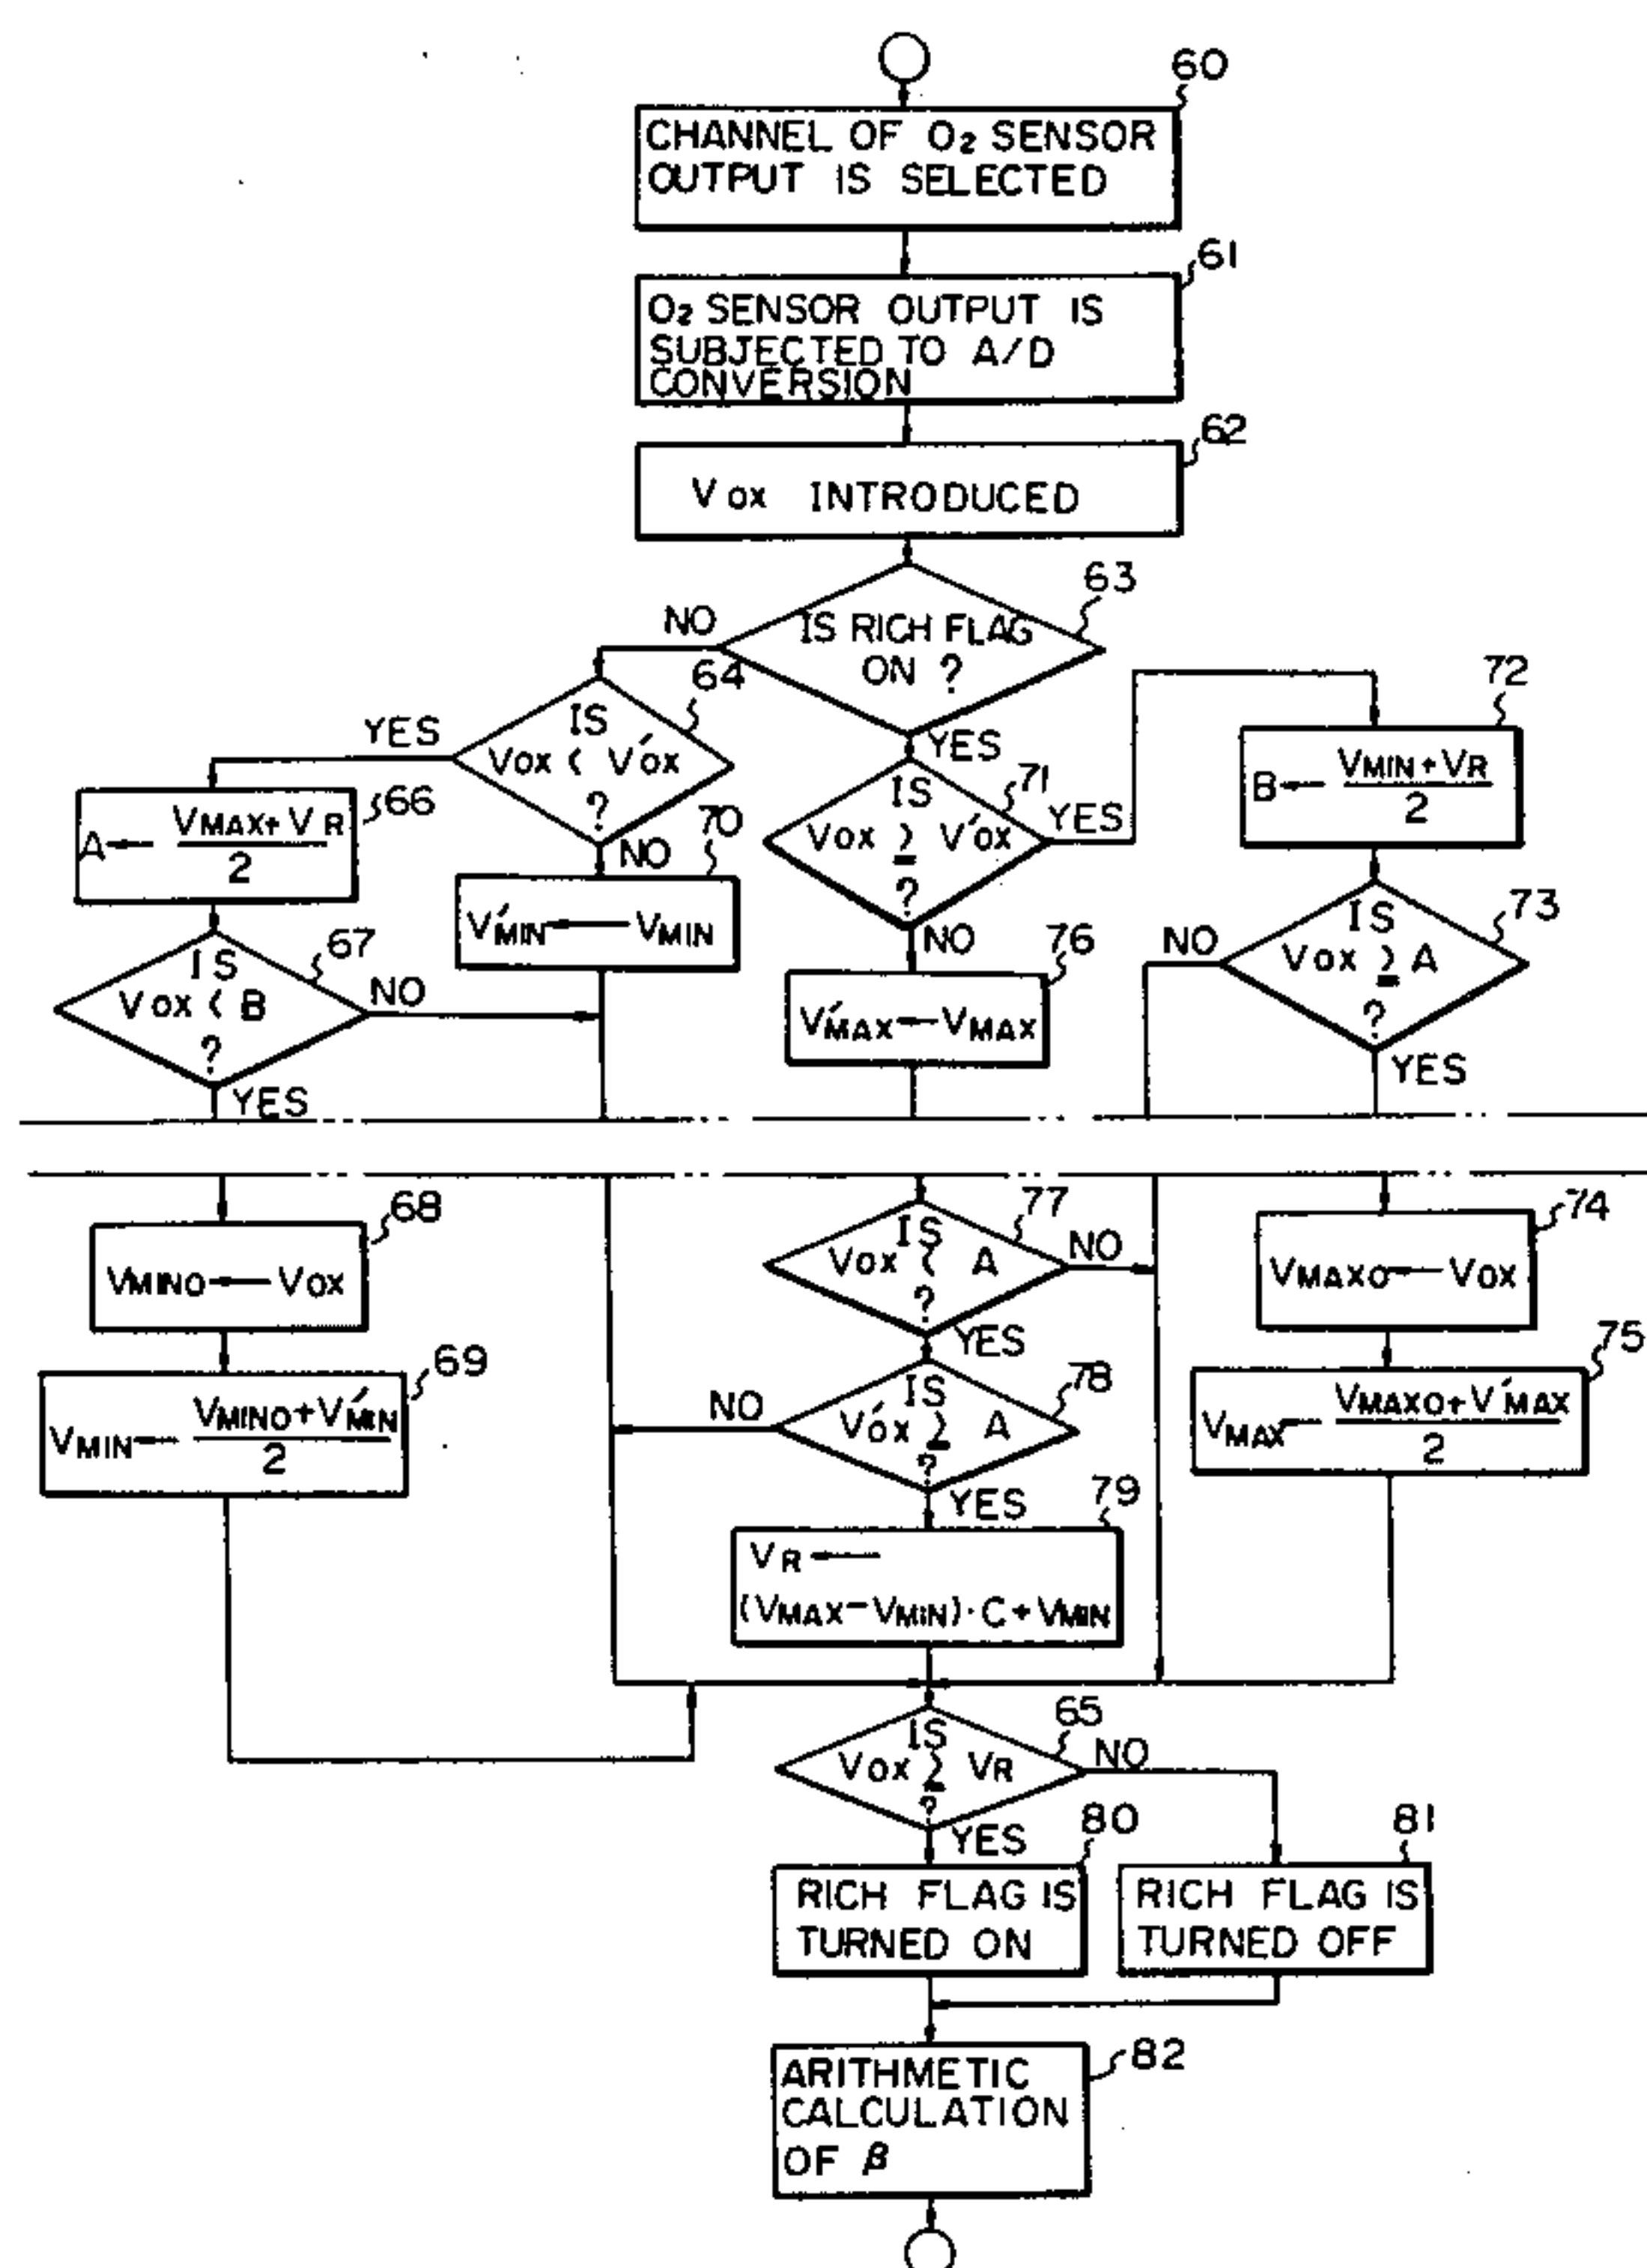 60
CHANNEL OF O2 SENSOR
OUTPUT IS SELECTED
61
O2 SENSOR OUTPUT IS
SUBJECTED TO A/D
CONVERSION
62
VOX INTRODUCED
63
IS RICH FLAG
ON ?
NO
YES
64
IS
VOX < V'OX
?
YES
NO
66
A ← VMAX + VR
2
67
IS
VOX < B
?
NO
YES
70
V'MIN ← VMIN
71
IS
VOX ≥ V'OX
?
YES
NO
72
B ← VMIN + VR
2
73
IS
VOX ≥ A
?
NO
YES
76
V'MAX ← VMAX
68
VMINO ← VOX
69
VMIN ← VMINO + V'MIN
2
77
IS
VOX < A
?
NO
YES
78
IS
V'OX ≥ A
?
NO
YES
79
VR ←
(VMAX - VMIN) · C + VMIN
74
VMAXO ← VOX
75
VMAX ← VMAXO + V'MAX
2
65
IS
VOX ≥ VR
?
NO
YES
80
RICH FLAG IS
TURNED ON
81
RICH FLAG IS
TURNED OFF
82
ARITHMETIC
CALCULATION
OF β